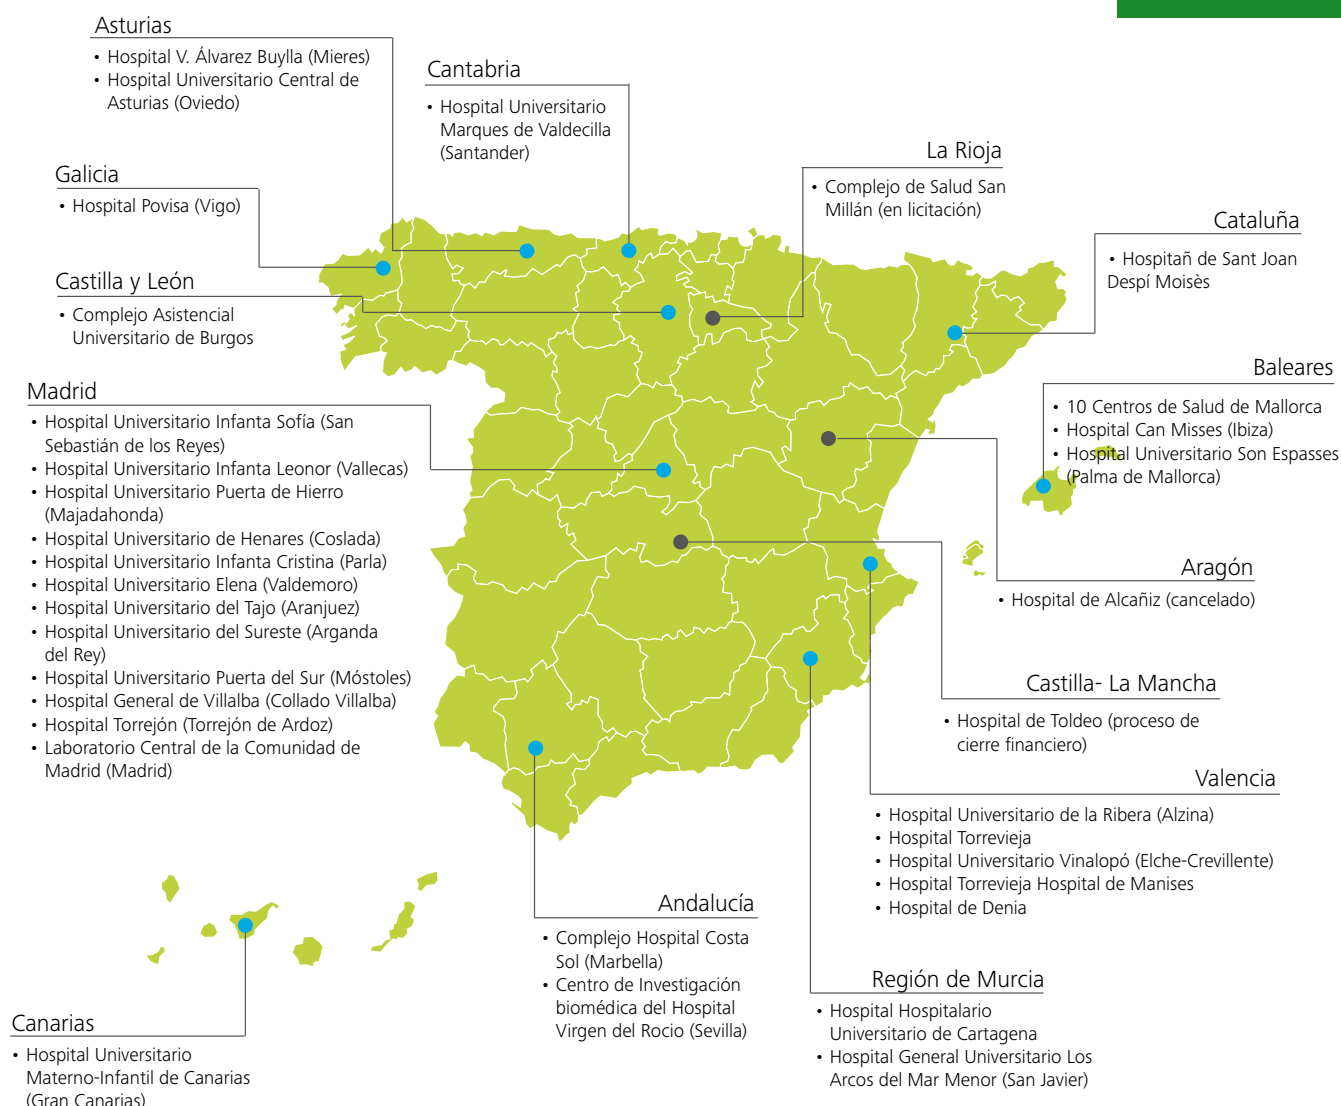 Asturias
• Hospital V. Álvarez Buylla (Mieres)
• Hospital Universitario Central de
Asturias (Oviedo)
Cantabria
• Hospital Universitario
Marques de Valdecilla
(Santander)
La Rioja
• Complejo de Salud San
Millán (en licitación)
Galicia
• Hospital Povisa (Vigo)
Cataluña
• Hospitañ de Sant Joan
Despí Moisès
Castilla y León
• Complejo Asistencial
Universitario de Burgos
Baleares
• 10 Centros de Salud de Mallorca
• Hospital Can Misses (Ibiza)
• Hospital Universitario Son Espasses
(Palma de Mallorca)
Madrid
• Hospital Universitario Infanta Sofía (San
Sebastián de los Reyes)
• Hospital Universitario Infanta Leonor (Vallecas)
• Hospital Universitario Puerta de Hierro
(Majadahonda)
• Hospital Universitario de Henares (Coslada)
• Hospital Universitario Infanta Cristina (Parla)
• Hospital Universitario Elena (Valdemoro)
• Hospital Universitario del Tajo (Aranjuez)
• Hospital Universitario del Sureste (Arganda
del Rey)
• Hospital Universitario Puerta del Sur (Móstoles)
• Hospital General de Villalba (Collado Villalba)
• Hospital Torrejón (Torrejón de Ardoz)
• Laboratorio Central de la Comunidad de
Madrid (Madrid)
Aragón
• Hospital de Alcañiz (cancelado)
Castilla- La Mancha
• Hospital de Toldeo (proceso de
cierre financiero)
Valencia
• Hospital Universitario de la Ribera (Alzina)
• Hospital Torrevieja
• Hospital Universitario Vinalopó (Elche-Crevillente)
• Hospital Torrevieja Hospital de Manises
• Hospital de Denia
Andalucía
• Complejo Hospital Costa
Sol (Marbella)
• Centro de Investigación
biomédica del Hospital
Virgen del Rocio (Sevilla)
Región de Murcia
• Hospital Hospitalario
Universitario de Cartagena
• Hospital General Universitario Los
Arcos del Mar Menor (San Javier)
Canarias
• Hospital Universitario
Materno-Infantil de Canarias
(Gran Canarias)